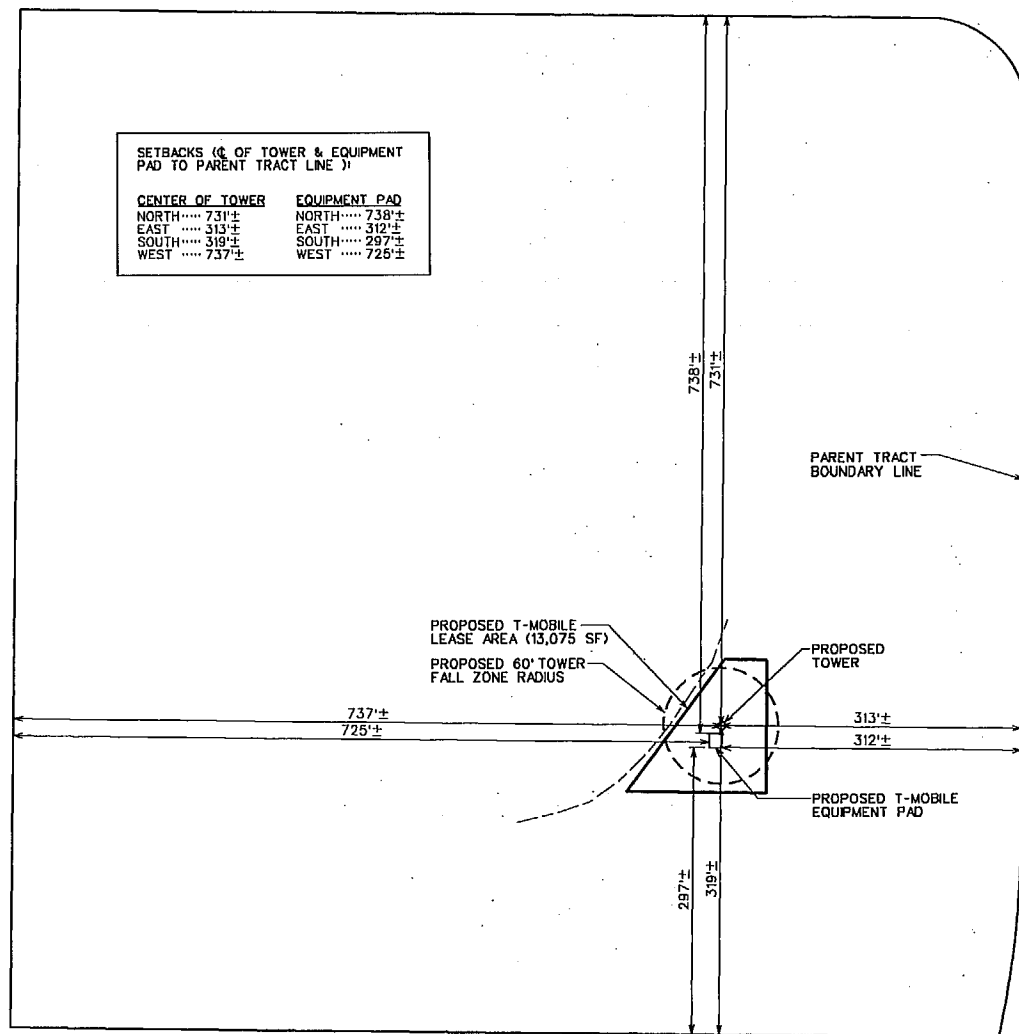 SETBACKS (℄ OF TOWER & EQUIPMENT
PAD TO PARENT TRACT LINE ):
CENTER OF TOWER EQUIPMENT PAD
NORTH ····· 731'± NORTH ····· 738'±
EAST ····· 313'± EAST ····· 312'±
SOUTH ····· 319'± SOUTH ····· 297'±
WEST ····· 737'± WEST ····· 725'±
738'±
731'±
PARENT TRACT
BOUNDARY LINE
PROPOSED T-MOBILE
LEASE AREA (13,075 SF)
PROPOSED 60' TOWER
FALL ZONE RADIUS
PROPOSED
TOWER
737'±
725'±
313'±
312'±
PROPOSED T-MOBILE
EQUIPMENT PAD
297'±
319'±